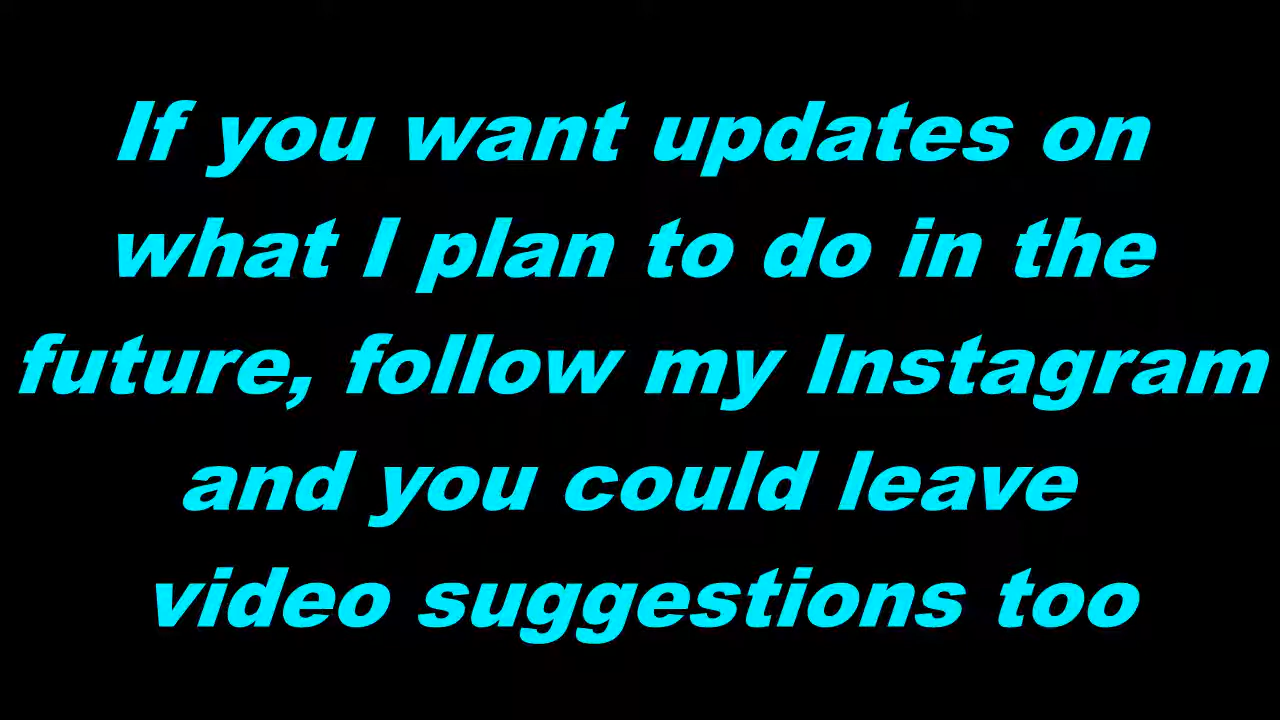 If you want updates on
what I plan to do in the
future, follow my Instagram
and you could leave
video suggestions too